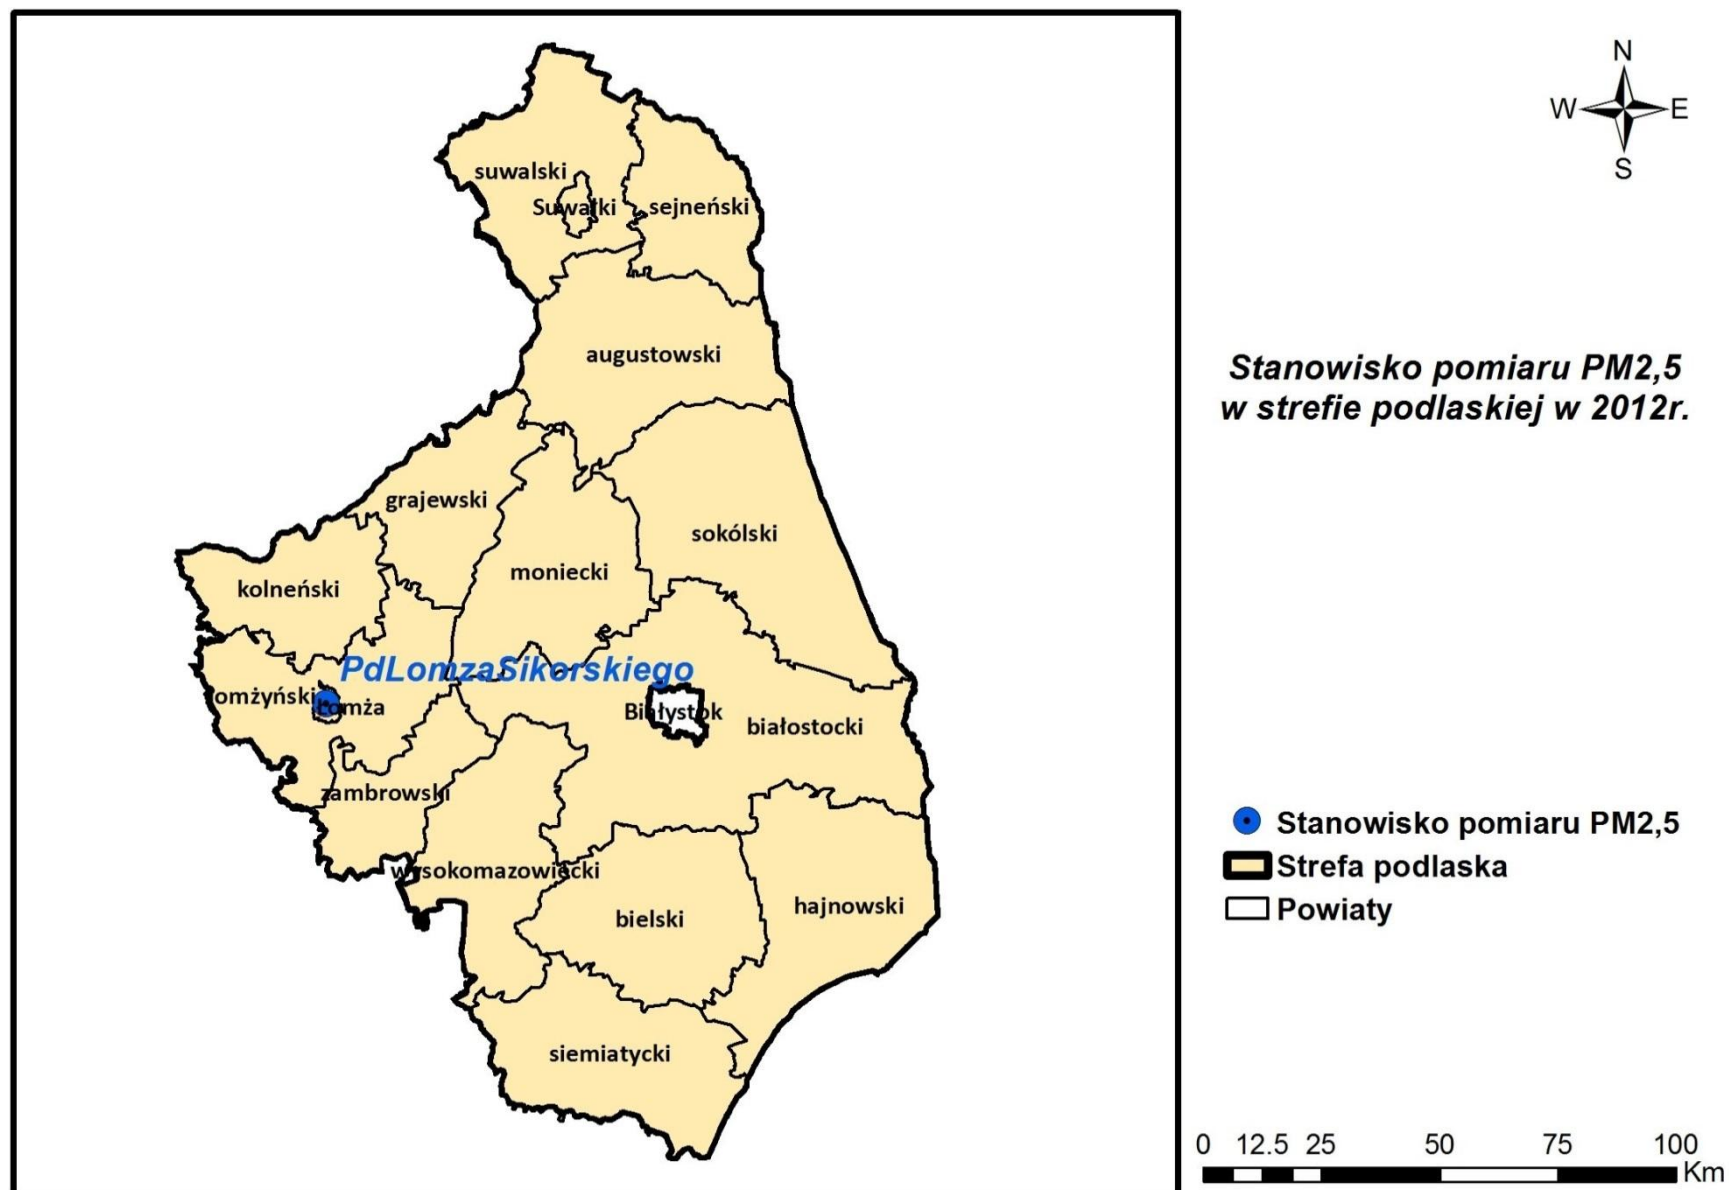 N
W E
S
suwalski
Suwałki
sejneński
augustowski
Stanowisko pomiaru PM2,5
w strefie podlaskiej w 2012r.
grajewski
sokólski
moniecki
kolneński
PdLomzaSikorskiego
omżyński
Łomża
Białystok
białostocki
zambrowski
wysokomazowiecki
bielski
hajnowski
siemiatycki
Stanowisko pomiaru PM2,5
Strefa podlaska
Powiaty
0 12.5 25 50 75 100
Km